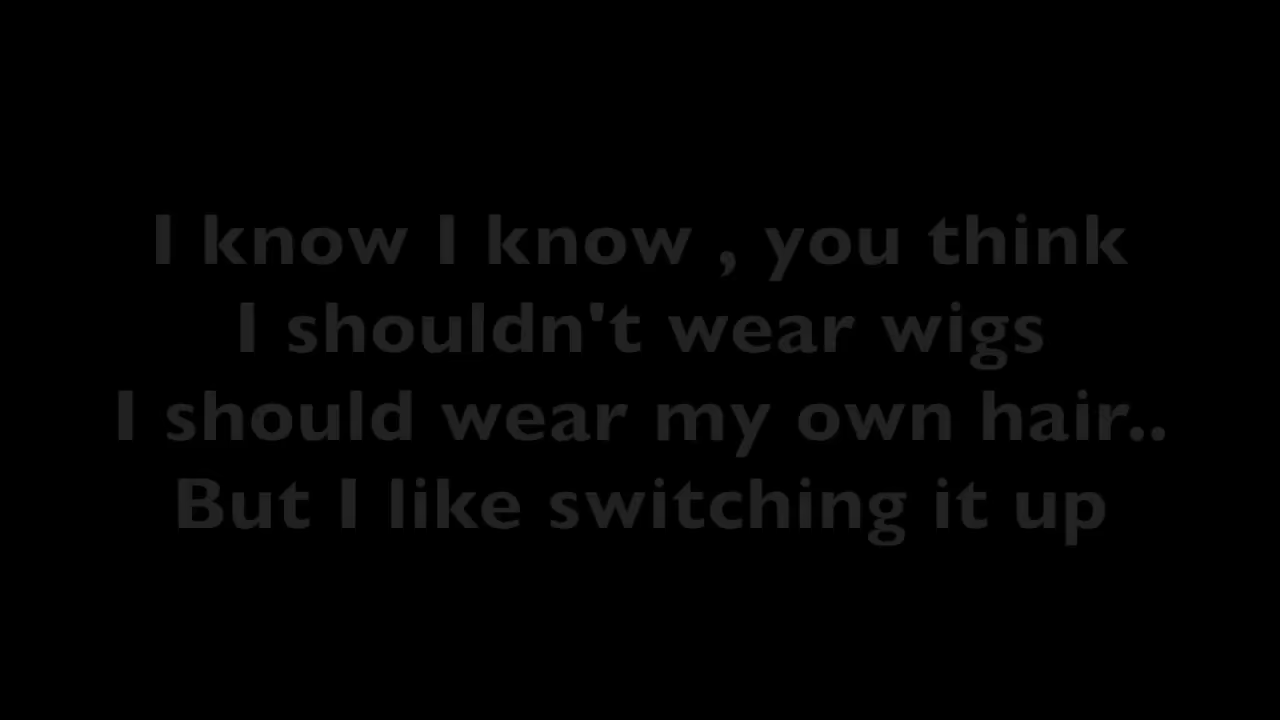 I know I know , you think
I shouldn't wear wigs
I should wear my own hair..
But I like switching it up